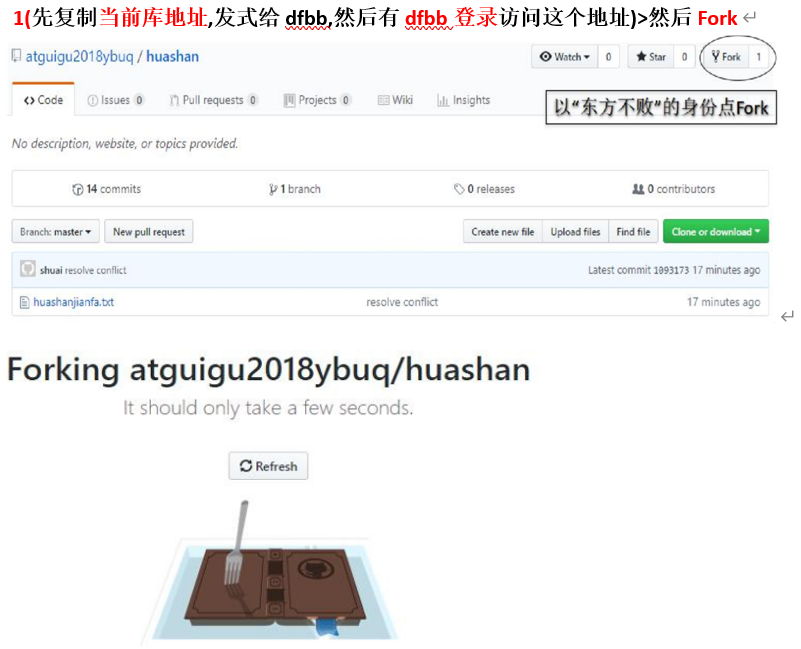 1(先复制当前库地址,发式给 dfbb,然后有 dfbb 登录访问这个地址)>然后 Fork
atguigu2018ybuq / huashan
Watch 0 Star 0 Fork 1
Code Issues 0 Pull requests 0 Projects 0 Wiki Insights
以“东方不败”的身份点Fork
No description, website, or topics provided.
14 commits 1 branch 0 releases 0 contributors
Branch: master New pull request Create new file Upload files Find file Clone or download
shuai resolve conflict Latest commit 1093173 17 minutes ago
huashanjianfa.txt resolve conflict 17 minutes ago
Forking atguigu2018ybuq/huashan
It should only take a few seconds.
Refresh